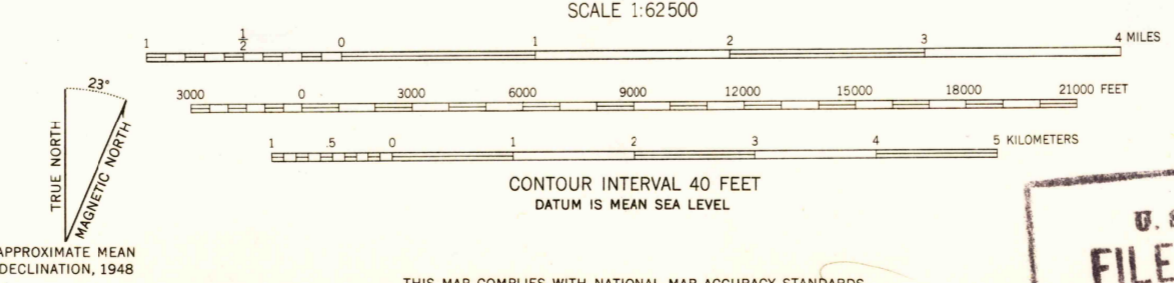 SCALE 1:62500
1 1/2 0 1 2 3 4 MILES
3000 0 3000 6000 9000 12000 15000 18000 21000 FEET
1 .5 0 1 2 3 4 5 KILOMETERS
23°
TRUE NORTH
MAGNETIC NORTH
APPROXIMATE MEAN
DECLINATION, 1948
CONTOUR INTERVAL 40 FEET
DATUM IS MEAN SEA LEVEL
U.
FILE
THIS MAP COMPLIES WITH NATIONAL MAP ACCURACY STANDARDS